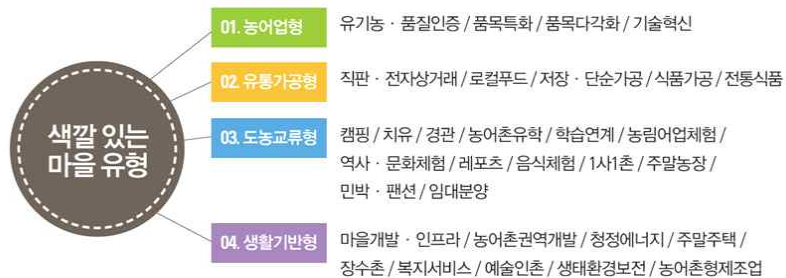 색깔 있는
마을 유형
01. 농어업형
유기농 · 품질인증 / 품목특화 / 품목다각화 / 기술혁신
02. 유통가공형
직판 · 전자상거래 / 로컬푸드 / 저장 · 단순가공 / 식품가공 / 전통식품
03. 도농교류형
캠핑 / 치유 / 경관 / 농어촌유학 / 학습연계 / 농림어업체험 /
역사 · 문화체험 / 레포츠 / 음식체험 / 1사1촌 / 주말농장 /
민박 · 팬션 / 임대분양
04. 생활기반형
마을개발 · 인프라 / 농어촌권역개발 / 청정에너지 / 주말주택 /
장수촌 / 복지서비스 / 예술인촌 / 생태환경보전 / 농어촌형제조업